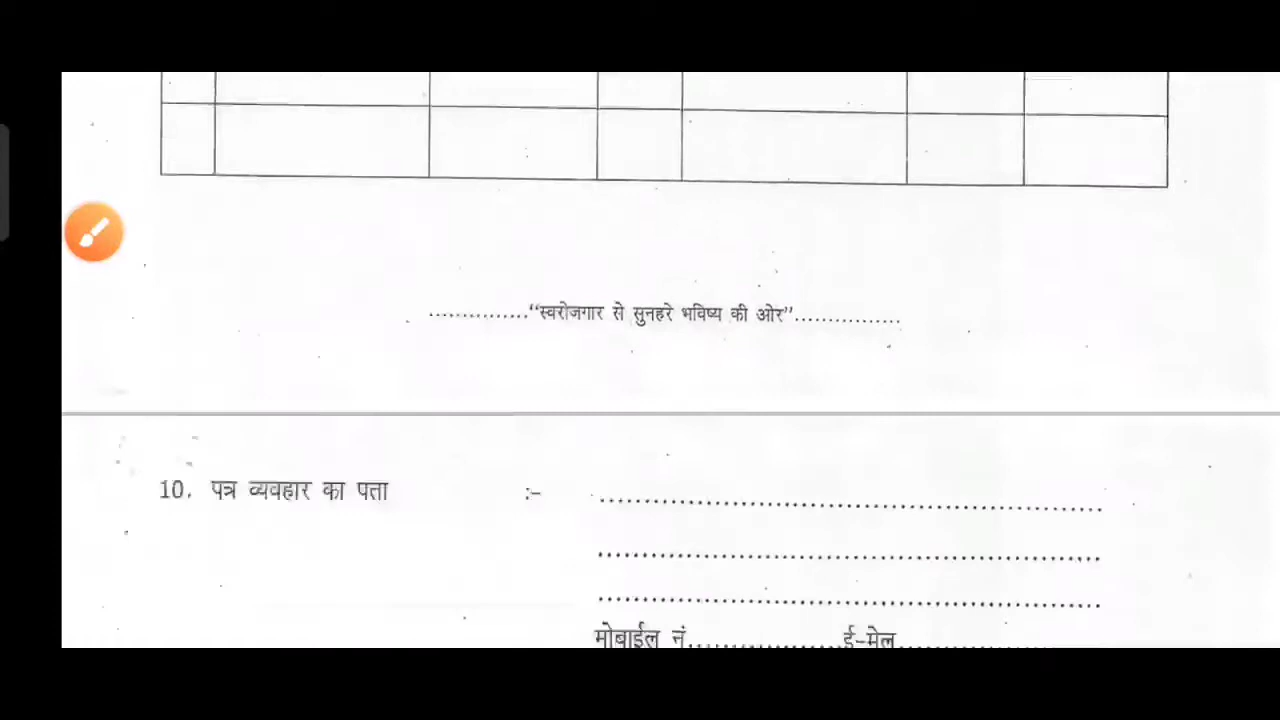 ..............."स्वरोजगार से सुनहरे भविष्य की ओर"................
10. पत्र व्यवहार का पत्ता :- ..........................................................
..........................................................
..........................................................
मोबाईल नं....................ई-मेल..........................